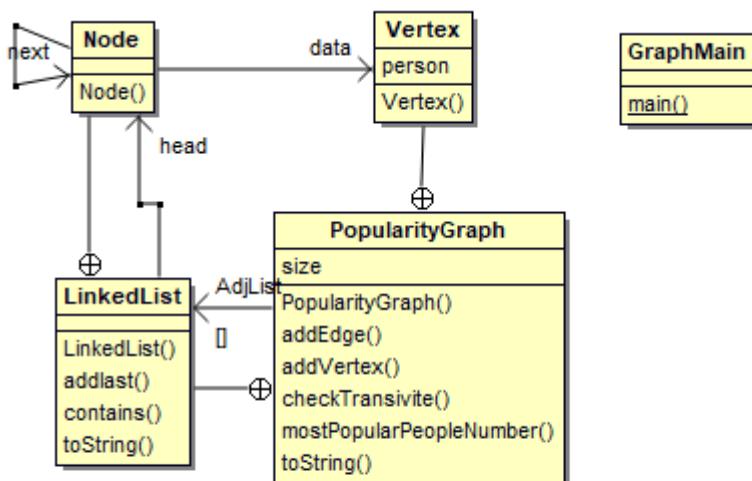 Node
Node()
next
data
Vertex
person
Vertex()
GraphMain
main()
head
PopularityGraph
size
PopularityGraph()
addEdge()
addVertex()
checkTransivite()
mostPopularPeopleNumber()
toString()
AdjList
[]
LinkedList
LinkedList()
addlast()
contains()
toString()